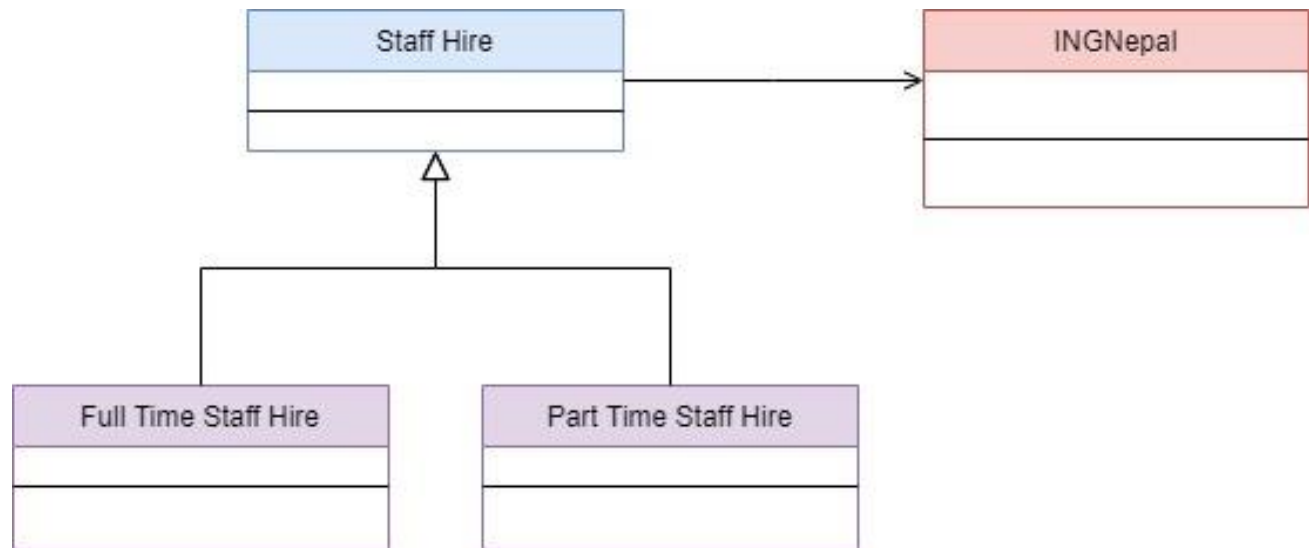 Staff Hire
INGNepal
Full Time Staff Hire
Part Time Staff Hire